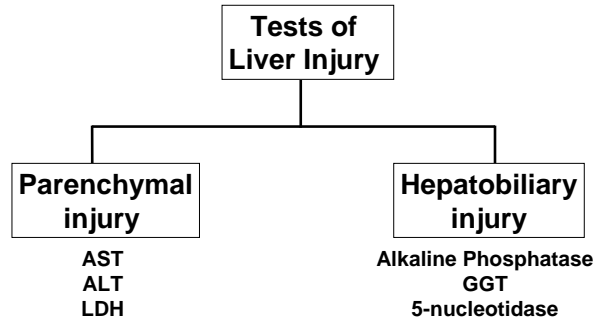 Tests of
Liver Injury
Parenchymal
injury
AST
ALT
LDH
Hepatobiliary
injury
Alkaline Phosphatase
GGT
5-nucleotidase